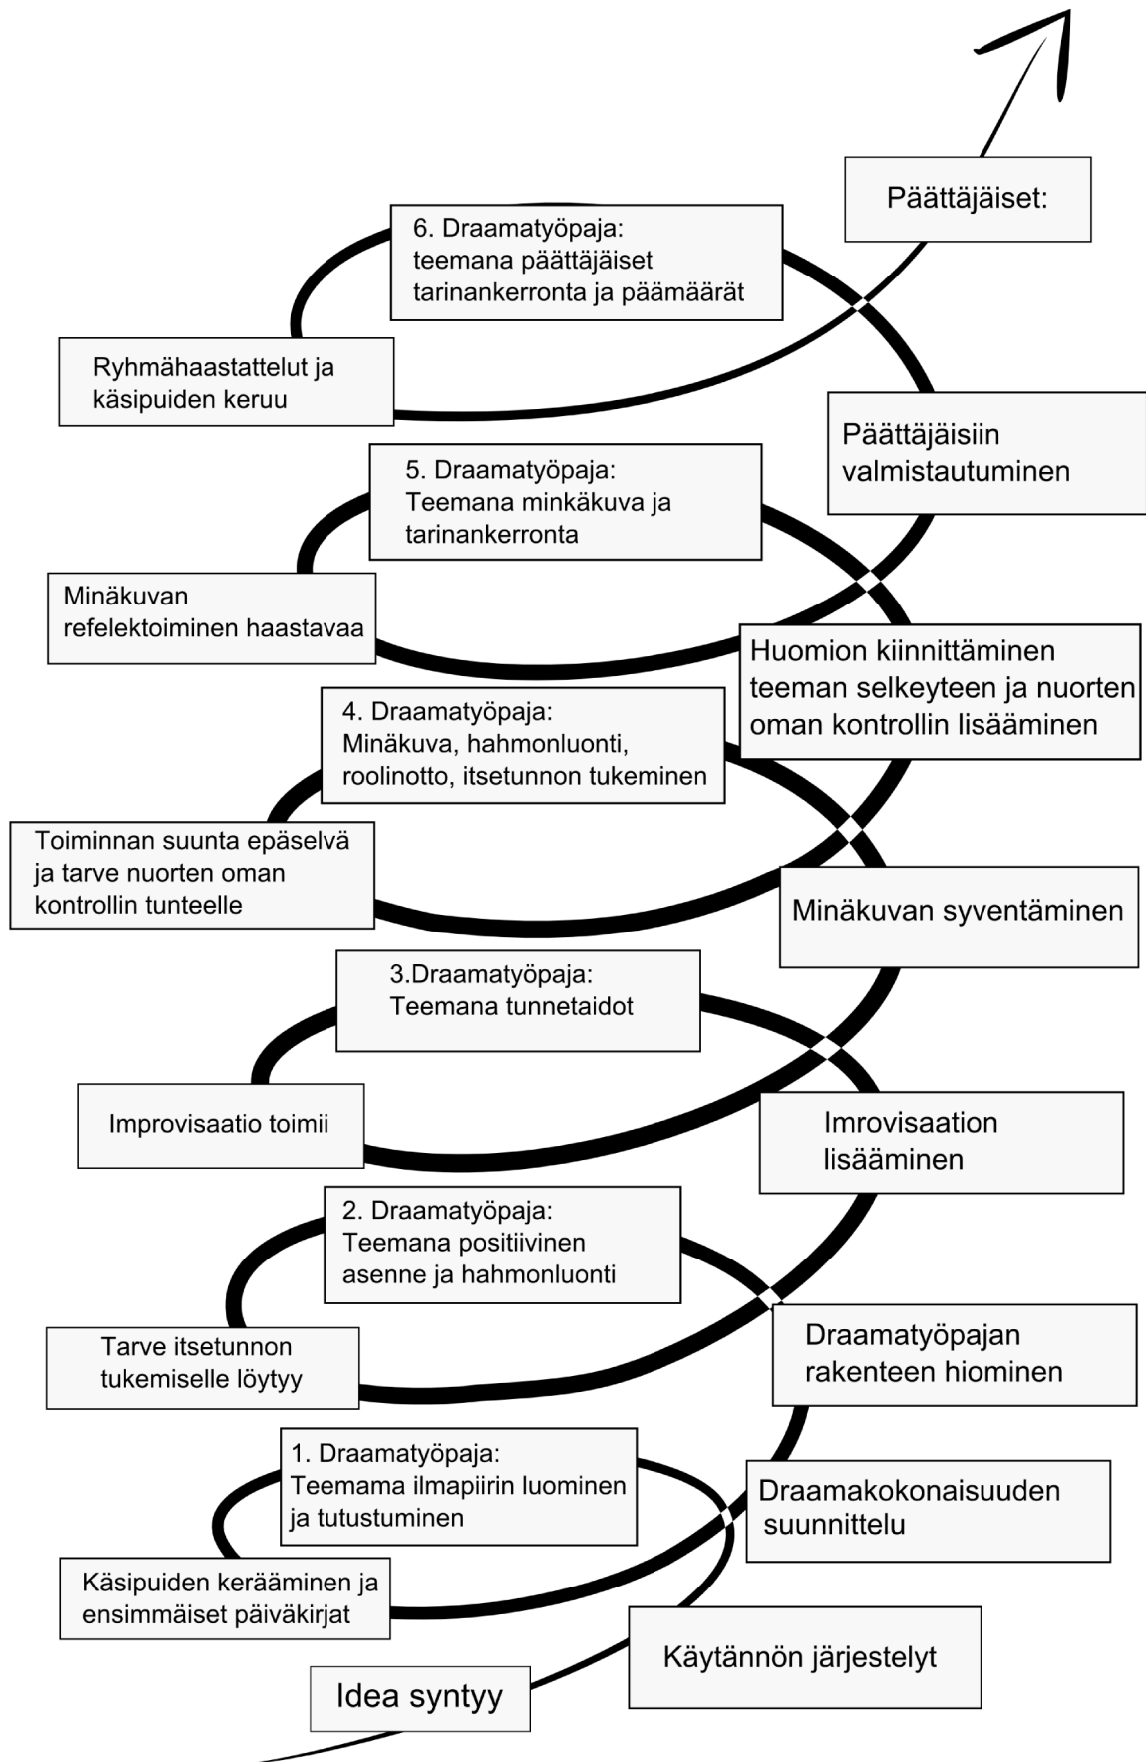 Päättäjäiset:
6. Draamatyöpaja:
teemana päättäjäiset
tarinankerronta ja päämäärät
Ryhmähaastattelut ja
käsipuiden keruu
Päättäjäisiin
valmistautuminen
5. Draamatyöpaja:
Teemana minkäkuva ja
tarinankerronta
Minäkuvan
refelektoiminen haastavaa
Huomion kiinnittäminen
teeman selkeyteen ja nuorten
oman kontrollin lisääminen
4. Draamatyöpaja:
Minäkuva, hahmonluonti,
roolinotto, itsetunnon tukeminen
Toiminnan suunta epäselvä
ja tarve nuorten oman
kontrollin tunteelle
Minäkuvan syventäminen
3.Draamatyöpaja:
Teemana tunnetaidot
Improvisaatio toimii
Imrovisaation
lisääminen
2. Draamatyöpaja:
Teemana positiivinen
asenne ja hahmonluonti
Tarve itsetunnon
tukemiselle löytyy
Draamatyöpajan
rakenteen hiominen
1. Draamatyöpaja:
Teemama ilmapiirin luominen
ja tutustuminen
Draamakokonaisuuden
suunnittelu
Käsipuiden kerääminen ja
ensimmäiset päiväkirjat
Käytännön järjestelyt
Idea syntyy